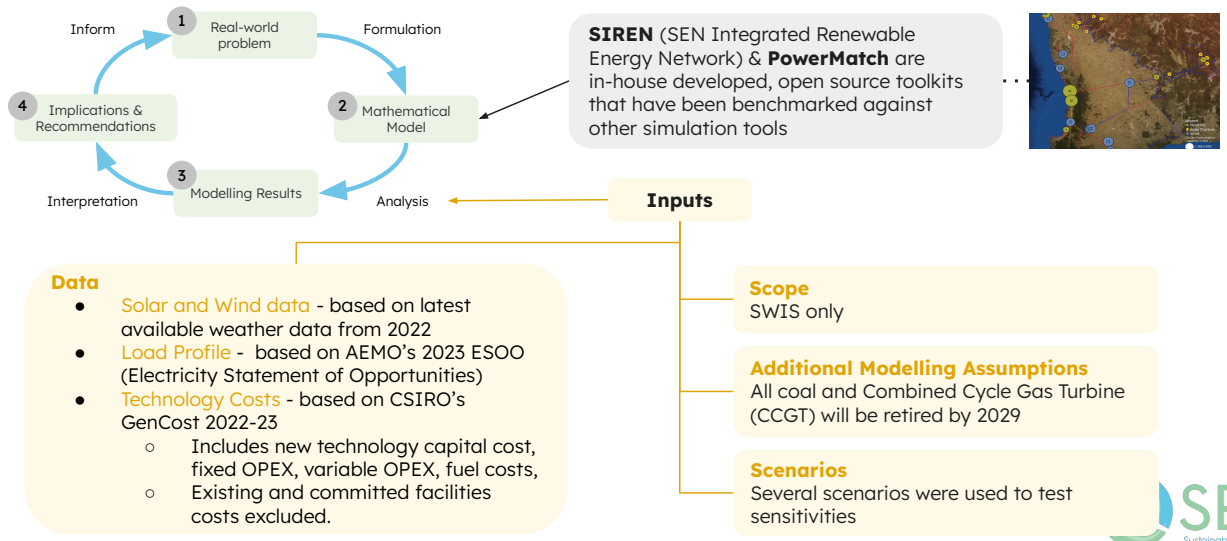 Inform
1
Real-world
problem
Formulation
4
Implications &
Recommendations
2
Mathematical
Model
3
Modelling Results
Interpretation
Analysis
SIREN (SEN Integrated Renewable
Energy Network) & PowerMatch are
in-house developed, open source toolkits
that have been benchmarked against
other simulation tools
Inputs
Data
● Solar and Wind data - based on latest
available weather data from 2022
● Load Profile - based on AEMO’s 2023 ESOO
(Electricity Statement of Opportunities)
● Technology Costs - based on CSIRO’s
GenCost 2022-23
○ Includes new technology capital cost,
fixed OPEX, variable OPEX, fuel costs,
○ Existing and committed facilities
costs excluded.
Scope
SWIS only
Additional Modelling Assumptions
All coal and Combined Cycle Gas Turbine
(CCGT) will be retired by 2029
Scenarios
Several scenarios were used to test
sensitivities